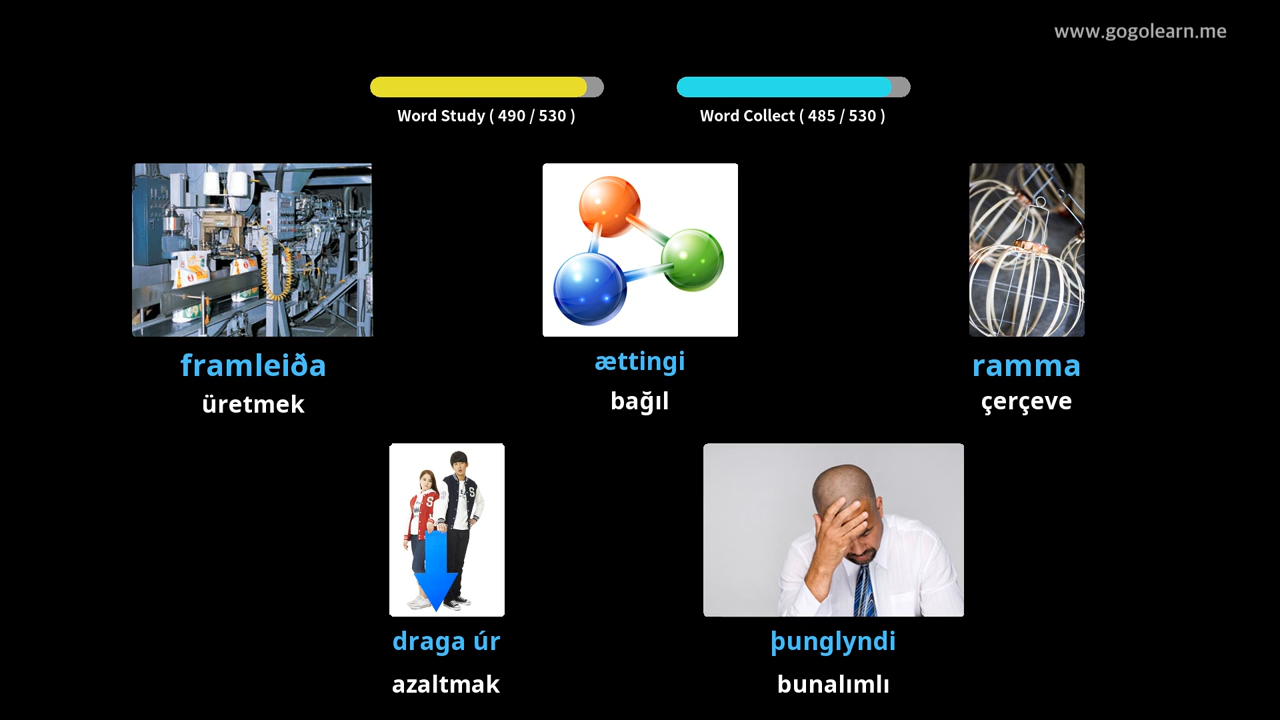 www.gogolearn.me
Word Study ( 490 / 530 )
Word Collect ( 485 / 530 )
framleiða
üretmek
ættingi
bağıl
ramma
çerçeve
S
S
draga úr
azaltmak
þunglyndi
bunalımlı